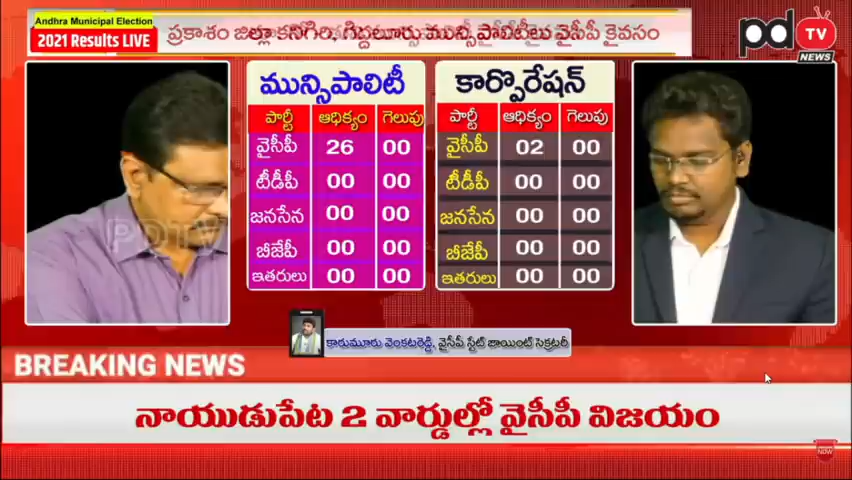 Andhra Municipal Election
2021 Results LIVE
ప్రకాశం జిల్లా కనిగిరి, గిద్దలూరు మున్సిపాలిటీలు వైసీపీ కైవసం
pd TV
NEWS
మున్సిపాలిటీ
పార్టీ ఆధిక్యం గెలుపు
వైసీపీ 26 00
టీడీపీ 00 00
జనసేన 00 00
బీజేపీ 00 00
ఇతరులు 00 00
కార్పొరేషన్
పార్టీ ఆధిక్యం గెలుపు
వైసీపీ 02 00
టీడీపీ 00 00
జనసేన 00 00
బీజేపీ 00 00
ఇతరులు 00 00
PDTV
కారుమూరు వెంకటరెడ్డి, వైసీపీ స్టేట్ జాయింట్ సెక్రటరీ
BREAKING NEWS
నాయుడుపేట 2 వార్డుల్లో వైసీపీ విజయం